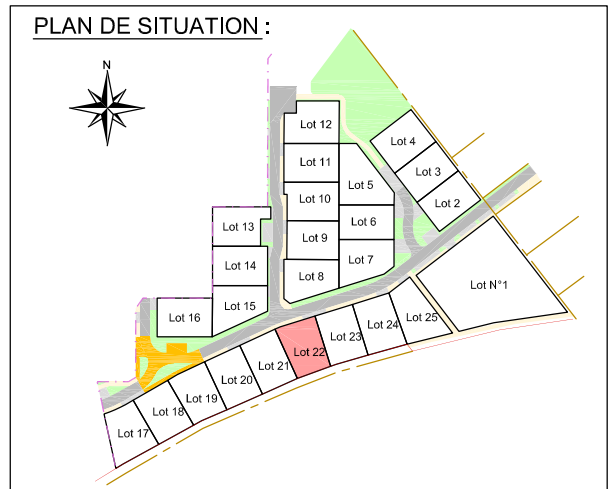 PLAN DE SITUATION :
N
Lot 12
Lot 4
Lot 11
Lot 3
Lot 5
Lot 10
Lot 2
Lot 6
Lot 13
Lot 9
Lot 7
Lot 14
Lot 8
Lot N°1
Lot 15
Lot 16
Lot 25
Lot 24
Lot 23
Lot 22
Lot 21
Lot 20
Lot 19
Lot 18
Lot 17